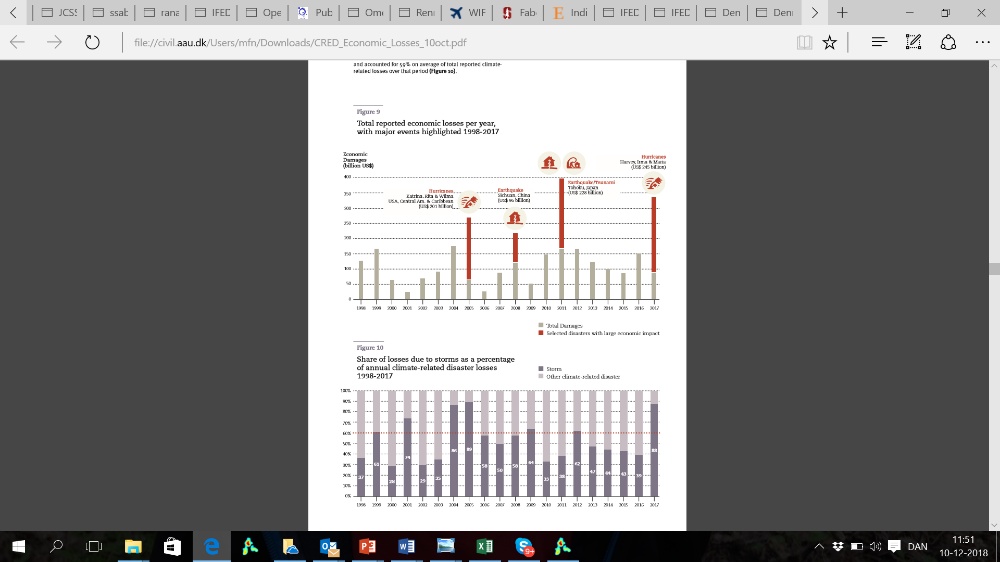 JCSS
ssab
rana
IFED
Ope
Pub
Ome
Renn
WIF
Fab
Indi
IFED
IFED
Den
Den
file://civil.aau.dk/Users/mfn/Downloads/CRED_Economic_Losses_10oct.pdf
and accounted for 59% on average of total reported climate-
related losses over that period (Figure 10).
Figure 9
Total reported economic losses per year,
with major events highlighted 1998-2017
Economic
Damages
(billion US$)
Hurricanes
Harvey, Irma & Maria
(US$ 245 billion)
Earthquake/Tsunami
Tohoku, Japan
(US$ 228 billion)
Earthquake
Sichuan, China
(US$ 96 billion)
Hurricanes
Katrina, Rita & Wilma
USA, Central Am. & Caribbean
(US$ 201 billion)
400
350
300
250
200
150
100
50
0
1998 1999 2000 2001 2002 2003 2004 2005 2006 2007 2008 2009 2010 2011 2012 2013 2014 2015 2016 2017
Total Damages
Selected disasters with large economic impact
Figure 10
Share of losses due to storms as a percentage
of annual climate-related disaster losses
1998-2017
Storm
Other climate-related disaster
100%
90%
80%
70%
60%
50%
40%
30%
20%
10%
0%
37 61 28 74 29 35 86 89 58 50 58 64 33 38 62 47 44 43 39 88
1998 1999 2000 2001 2002 2003 2004 2005 2006 2007 2008 2009 2010 2011 2012 2013 2014 2015 2016 2017
9+
DAN
11:51
10-12-2018